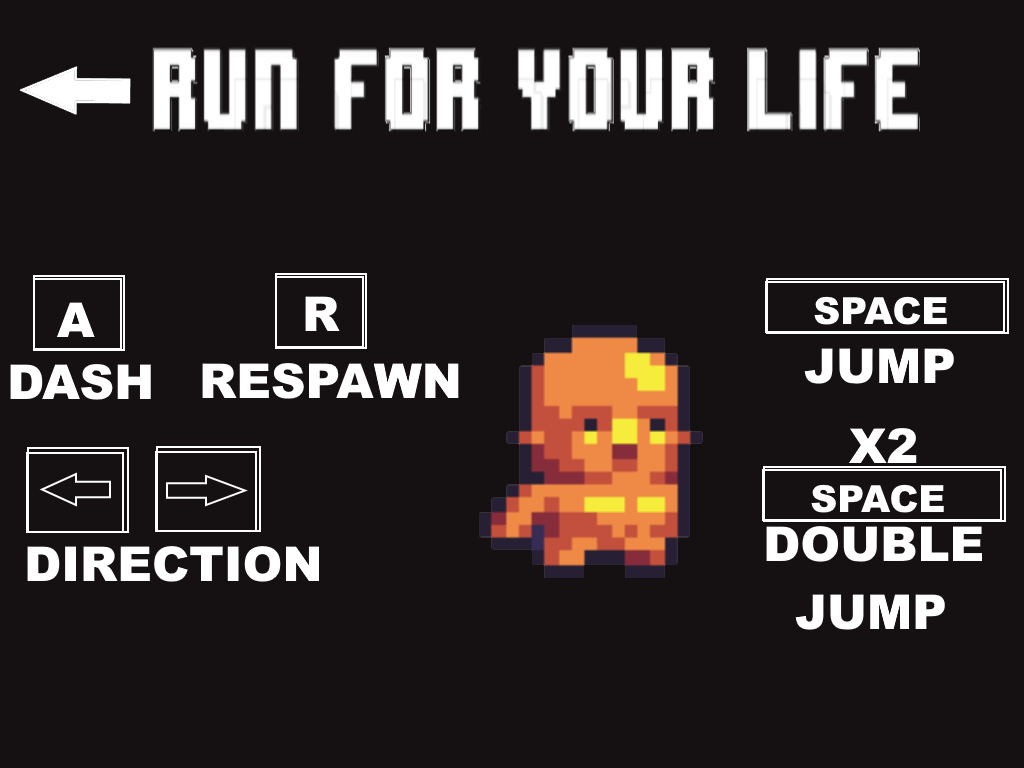 RUN FOR YOUR LIFE
A
DASH
R
RESPAWN
DIRECTION
SPACE
JUMP
X2
SPACE
DOUBLE
JUMP